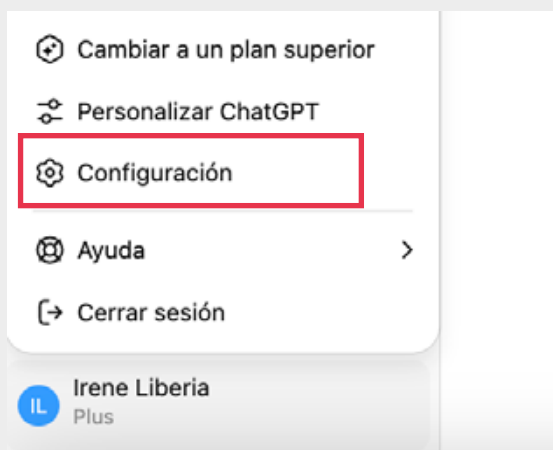 Cambiar a un plan superior
Personalizar ChatGPT
Configuración
Ayuda
Cerrar sesión
Irene Liberia
IL
Plus